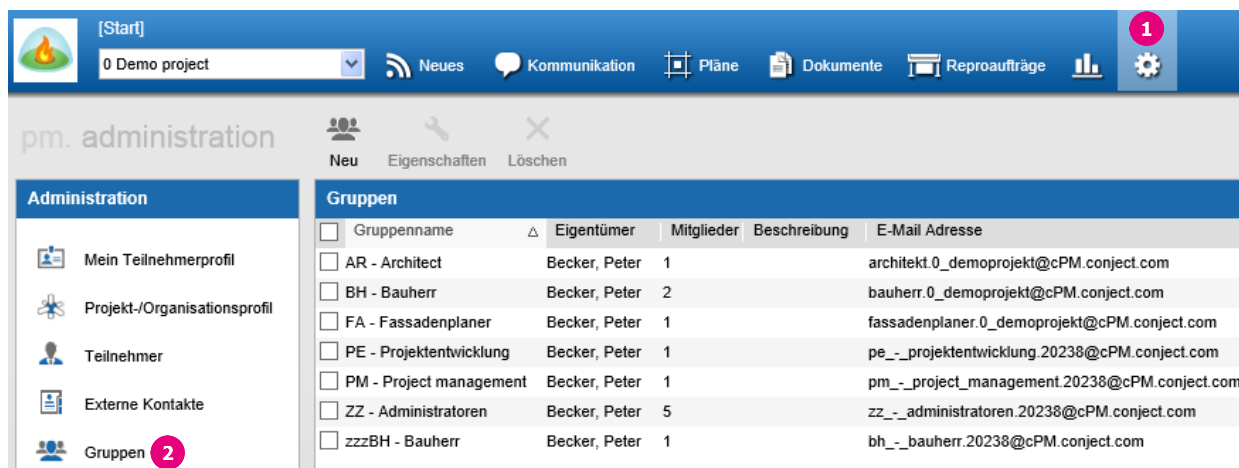 [Start]
0 Demo project
Neues
Kommunikation
Pläne
Dokumente
Reproaufträge
1
pm. administration
Neu
Eigenschaften
Löschen
Administration
Mein Teilnehmerprofil
Projekt-/Organisationsprofil
Teilnehmer
Externe Kontakte
Gruppen 2
Gruppen
Gruppenname Eigentümer Mitglieder Beschreibung E-Mail Adresse
AR - Architect Becker, Peter 1 architekt.0_demoprojekt@cPM.conject.com
BH - Bauherr Becker, Peter 2 bauherr.0_demoprojekt@cPM.conject.com
FA - Fassadenplaner Becker, Peter 1 fassadenplaner.0_demoprojekt@cPM.conject.com
PE - Projektentwicklung Becker, Peter 1 pe_-_projektentwicklung.20238@cPM.conject.com
PM - Project management Becker, Peter 1 pm_-_project_management.20238@cPM.conject.com
ZZ - Administratoren Becker, Peter 5 zz_-_administratoren.20238@cPM.conject.com
zzzBH - Bauherr Becker, Peter 1 bh_-_bauherr.20238@cPM.conject.com